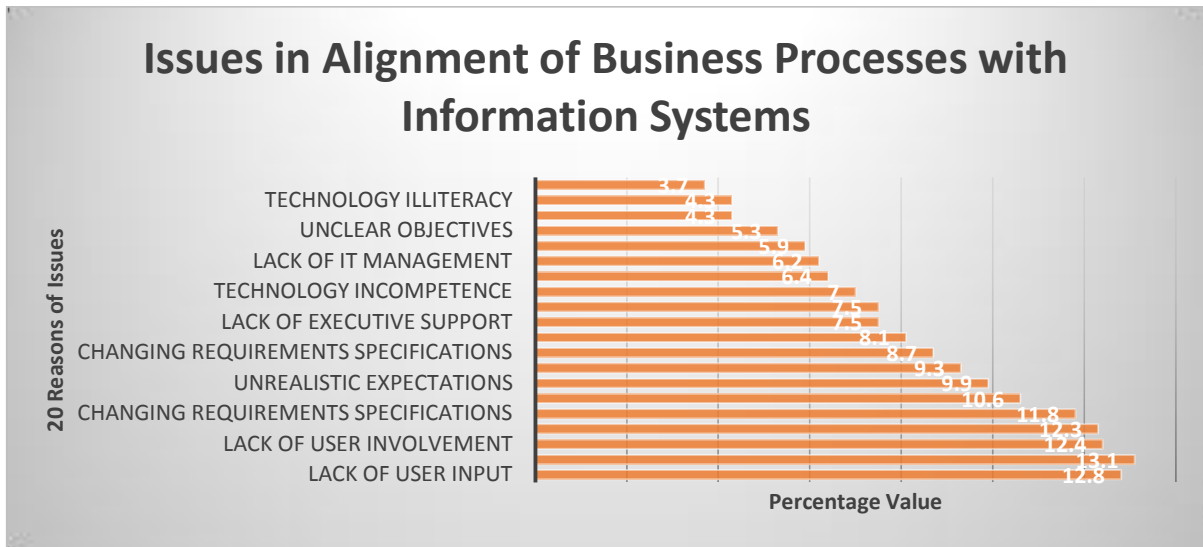 Issues in Alignment of Business Processes with
Information Systems
20 Reasons of Issues
3.7
TECHNOLOGY ILLITERACY 4.3
4.3
UNCLEAR OBJECTIVES 5.3
5.9
LACK OF IT MANAGEMENT 6.2
6.4
TECHNOLOGY INCOMPETENCE 7
7.5
LACK OF EXECUTIVE SUPPORT 7.5
8.1
CHANGING REQUIREMENTS SPECIFICATIONS 8.7
9.3
UNREALISTIC EXPECTATIONS 9.9
10.6
CHANGING REQUIREMENTS SPECIFICATIONS 11.8
12.3
LACK OF USER INVOLVEMENT 12.4
13.1
LACK OF USER INPUT 12.8
Percentage Value